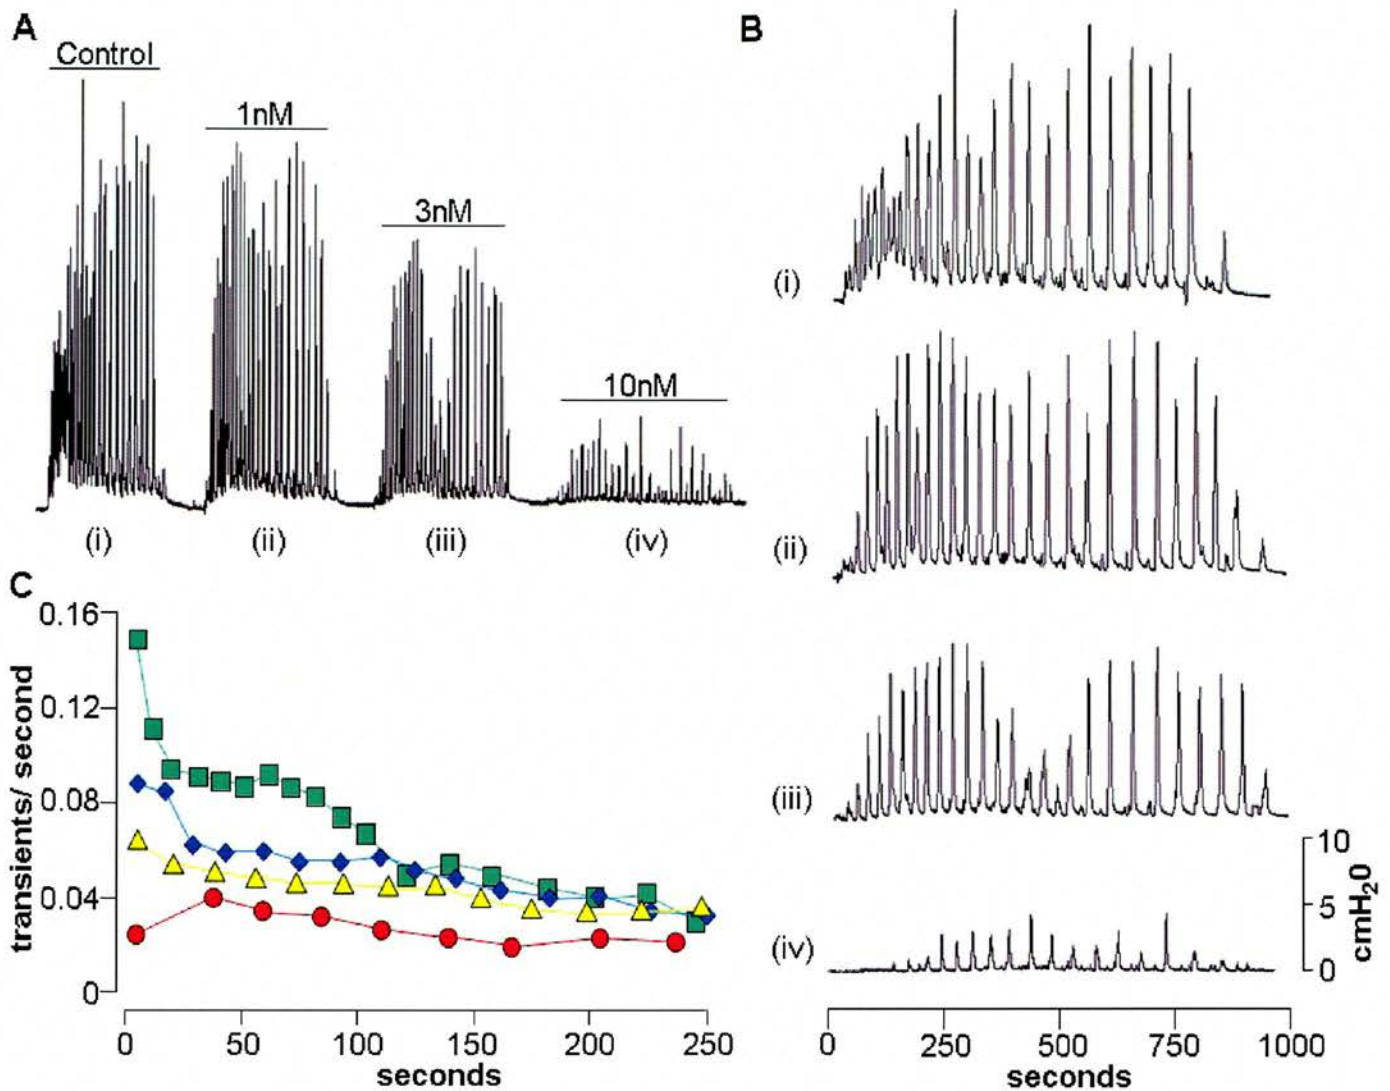 A
Control
1nM
3nM
10nM
(i)
(ii)
(iii)
(iv)
B
(i)
(ii)
(iii)
(iv)
10
5
0
cmH20
0
250
500
750
1000
seconds
C
0.16
0.12
0.08
0.04
0
transients/ second
0
50
100
150
200
250
seconds